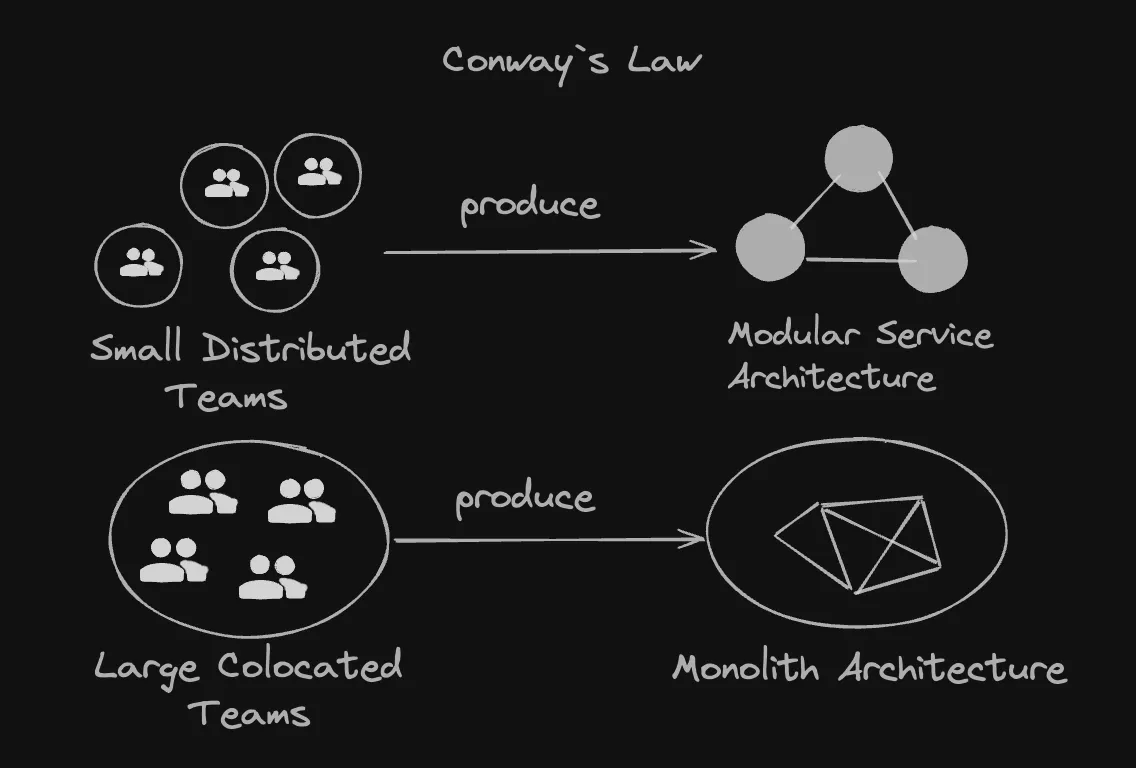 Conway`s Law
produce
Small Distributed
Teams
Modular Service
Architecture
produce
Large Colocated
Teams
Monolith Architecture